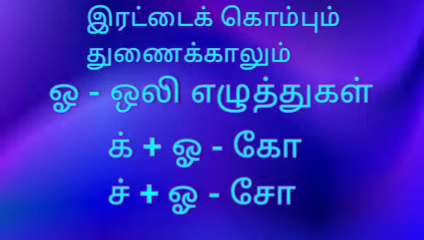 இரட்டைக் கொம்பும்
துணைக்காலும்
ஓ - ஒலி எழுத்துகள்
க் + ஓ - கோ
ச் + ஓ - சோ